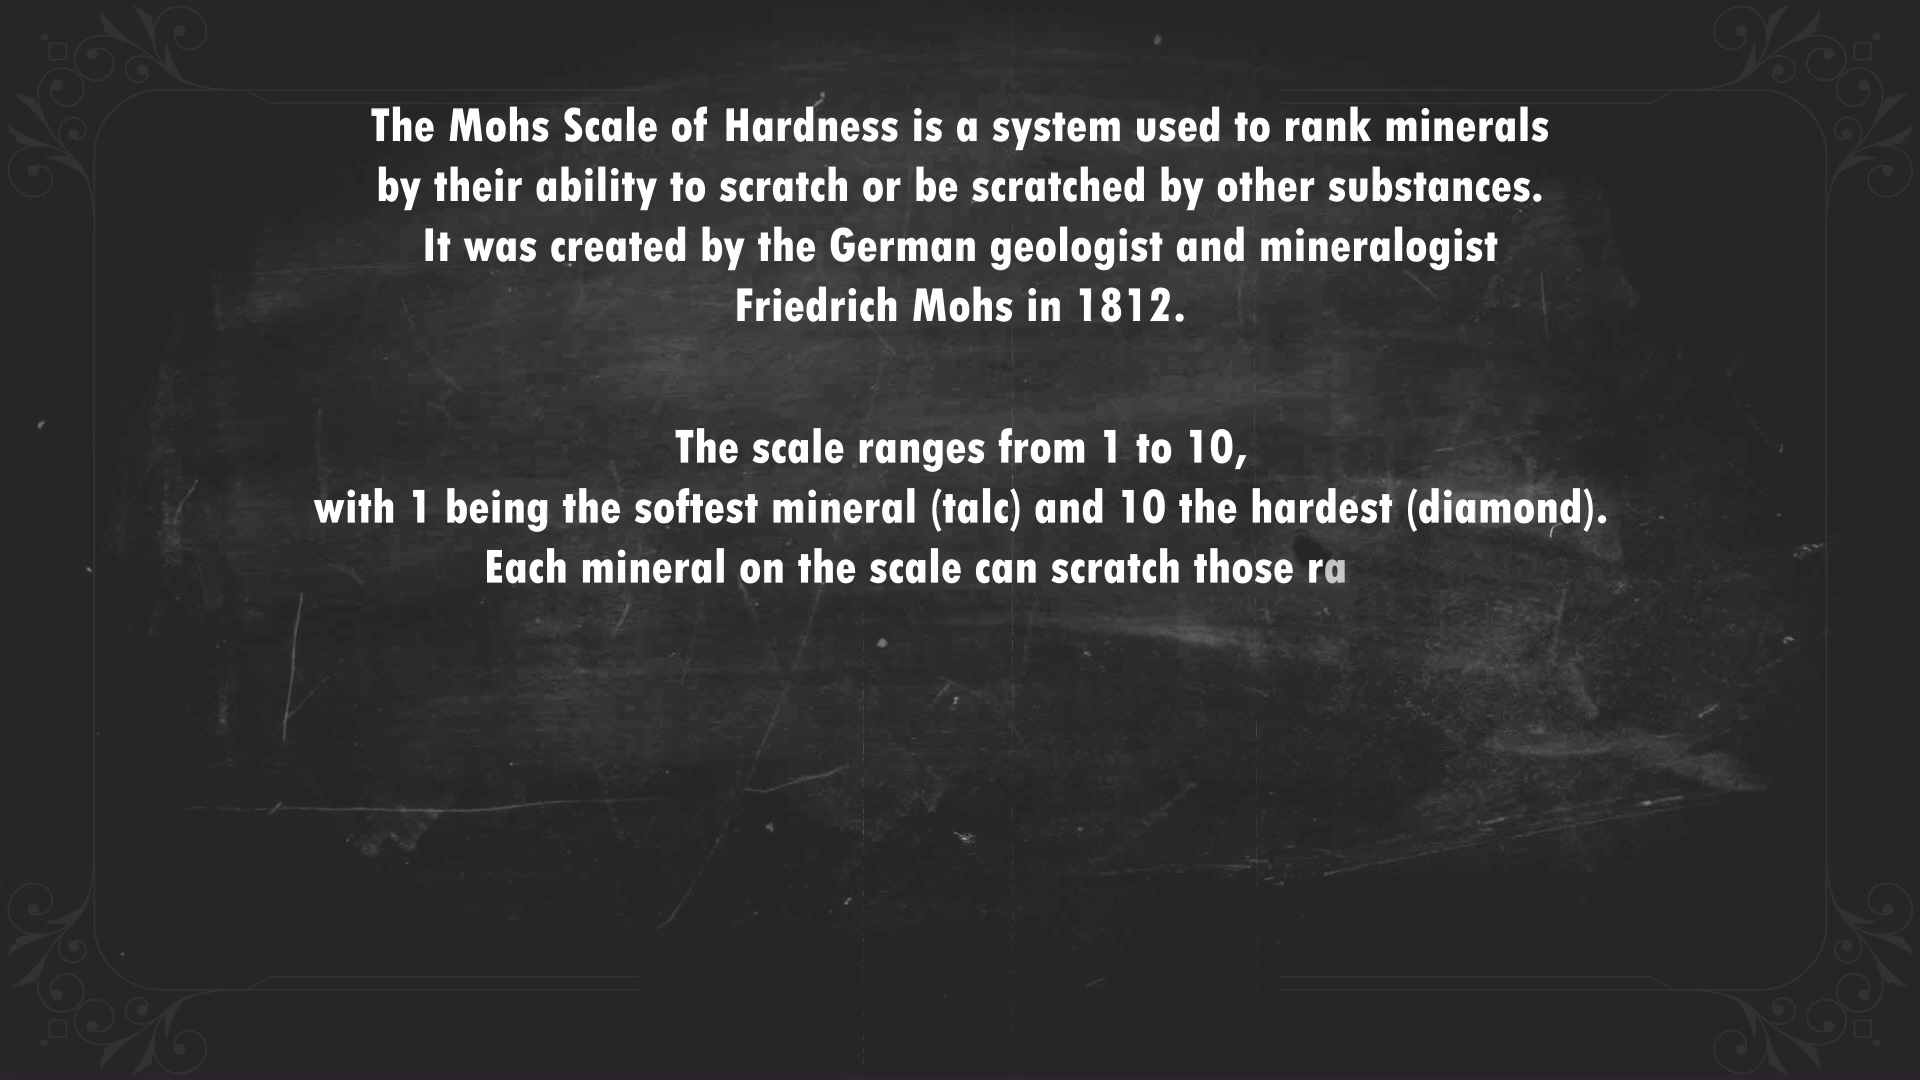 The Mohs Scale of Hardness is a system used to rank minerals
by their ability to scratch or be scratched by other substances.
It was created by the German geologist and mineralogist
Friedrich Mohs in 1812.
The scale ranges from 1 to 10,
with 1 being the softest mineral (talc) and 10 the hardest (diamond).
Each mineral on the scale can scratch those ra